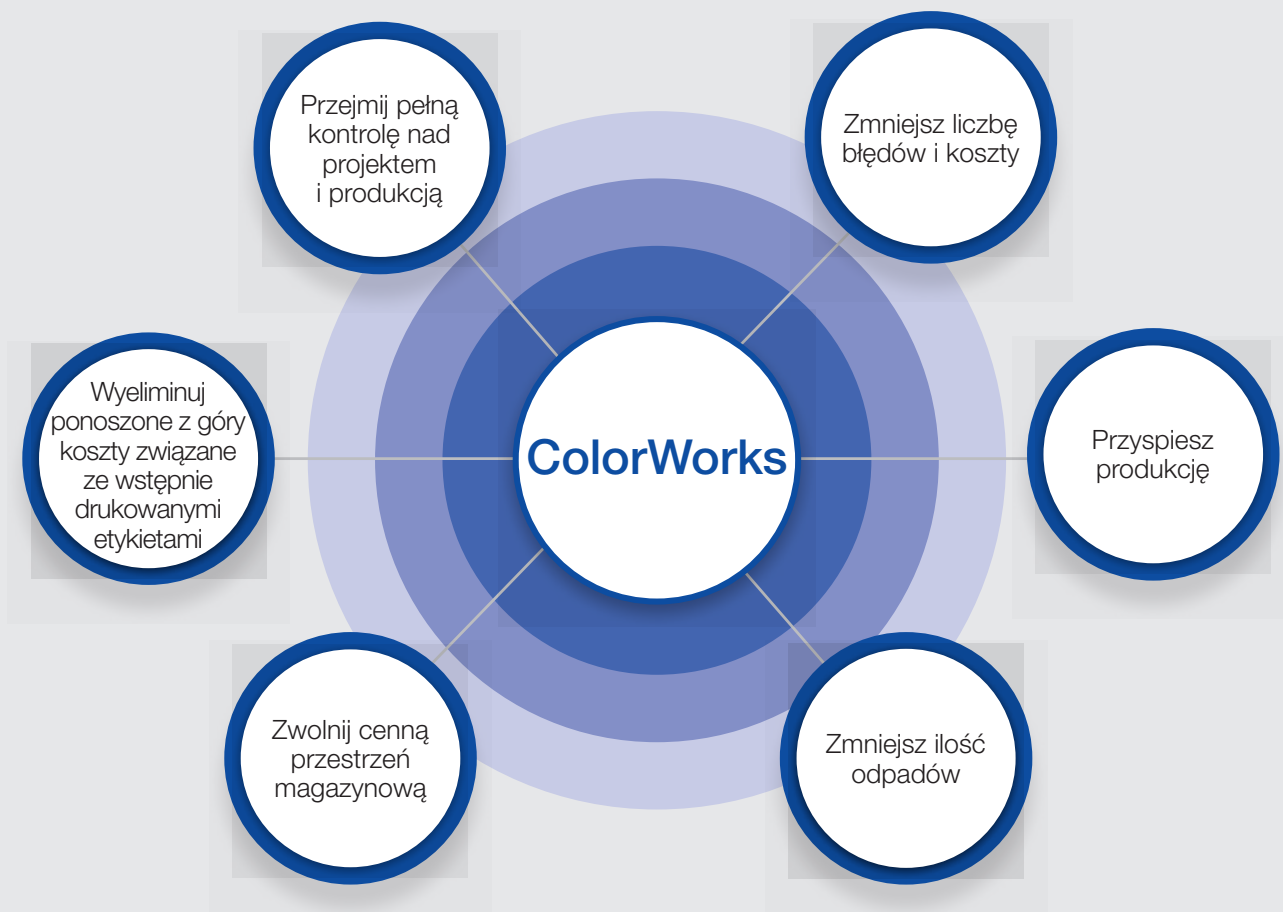 Przejmij pełną
kontrolę nad
projektem
i produkcją
Zmniejsz liczbę
błędów i koszty
Wyeliminuj
ponoszone z góry
koszty związane
ze wstępnie
drukowanymi
etykietami
ColorWorks
Przyspiesz
produkcję
Zwolnij cenną
przestrzeń
magazynową
Zmniejsz ilość
odpadów